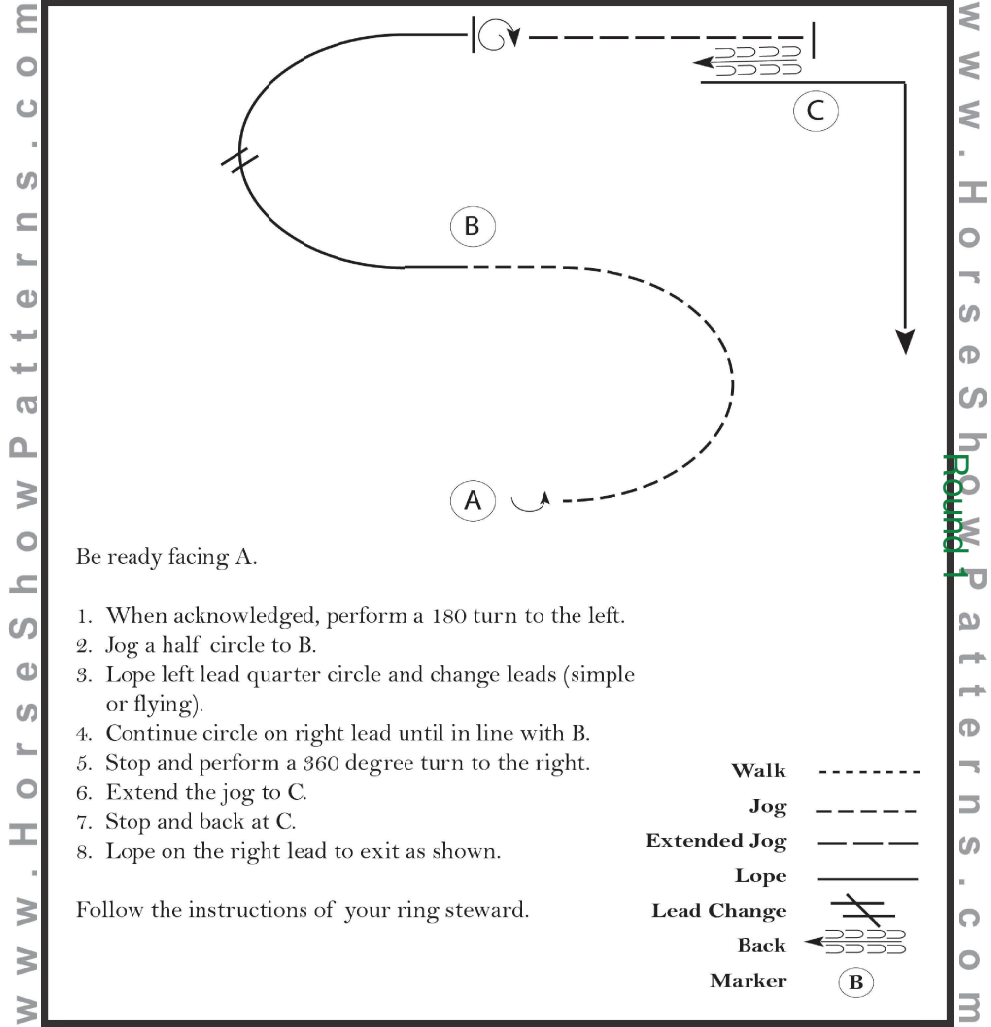 www.HorseShowPatterns.com
C
B
A
Be ready facing A.
1. When acknowledged, perform a 180 turn to the left.
2. Jog a half circle to B.
3. Lope left lead quarter circle and change leads (simple
or flying).
4. Continue circle on right lead until in line with B.
5. Stop and perform a 360 degree turn to the right.
6. Extend the jog to C.
7. Stop and back at C.
8. Lope on the right lead to exit as shown.
Follow the instructions of your ring steward.
Walk
Jog
Extended Jog
Lope
Lead Change
Back
Marker B
www.HorseShowPatterns.com
Round 1